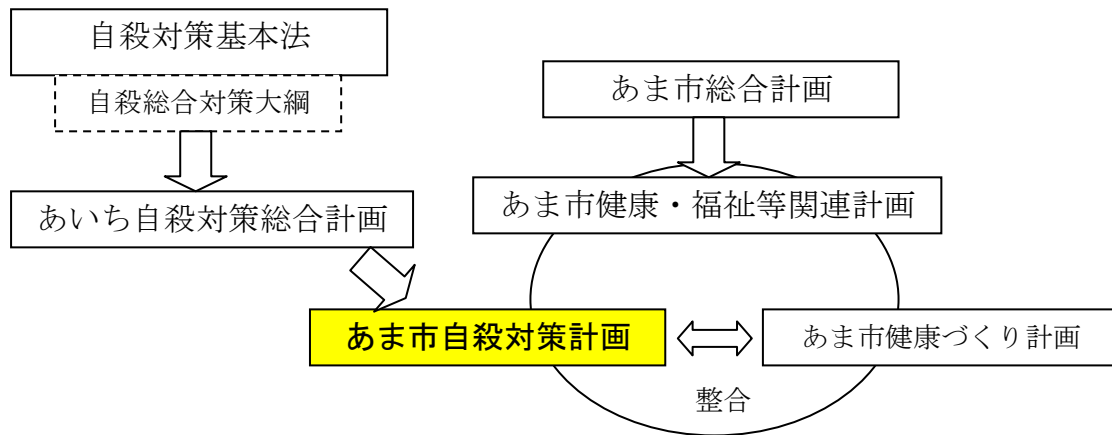 自殺対策基本法
自殺総合対策大綱
あま市総合計画
あいち自殺対策総合計画
あま市健康・福祉等関連計画
あま市自殺対策計画
あま市健康づくり計画
整合